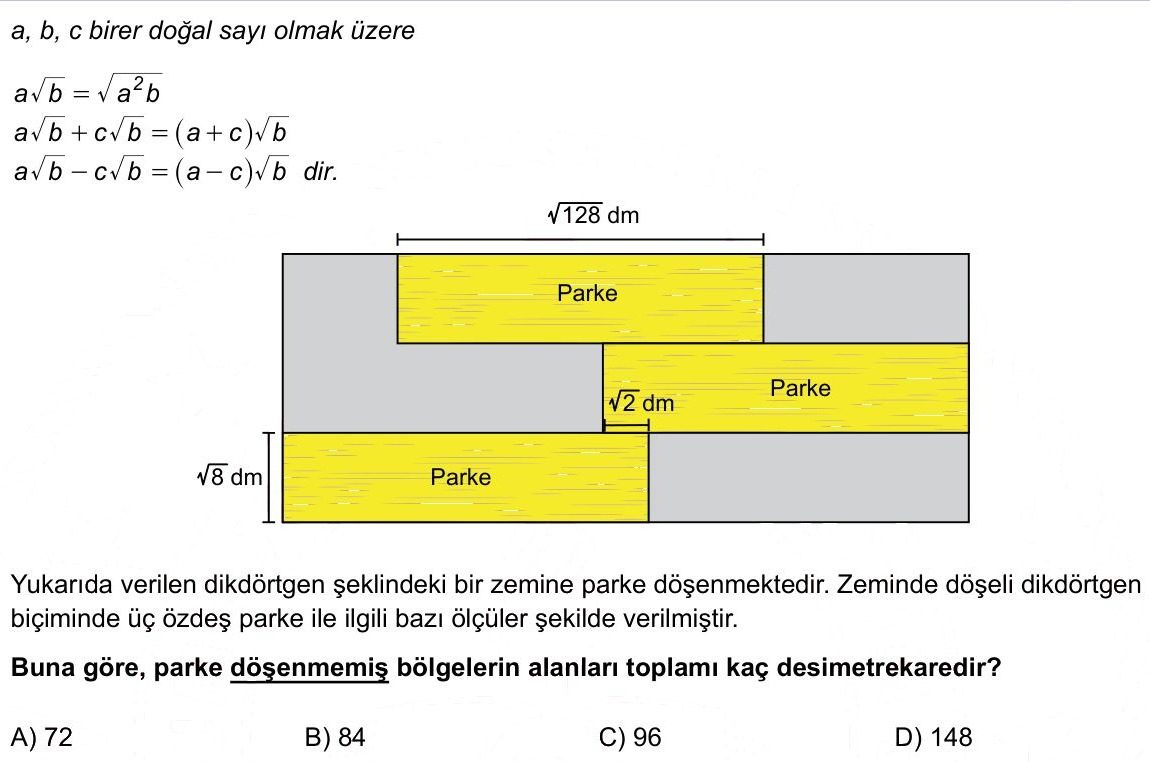 a, b, c birer doğal sayı olmak üzere
a√b = √a²b
a√b + c√b = (a + c)√b
a√b − c√b = (a − c)√b dir.
√128 dm
Parke
Parke
√2 dm
√8 dm
Parke
Yukarıda verilen dikdörtgen şeklindeki bir zemine parke döşenmektedir. Zeminde döşeli dikdörtgen
biçiminde üç özdeş parke ile ilgili bazı ölçüler şekilde verilmiştir.
Buna göre, parke döşenmemiş bölgelerin alanları toplamı kaç desimetrekaredir?
A) 72 B) 84 C) 96 D) 148